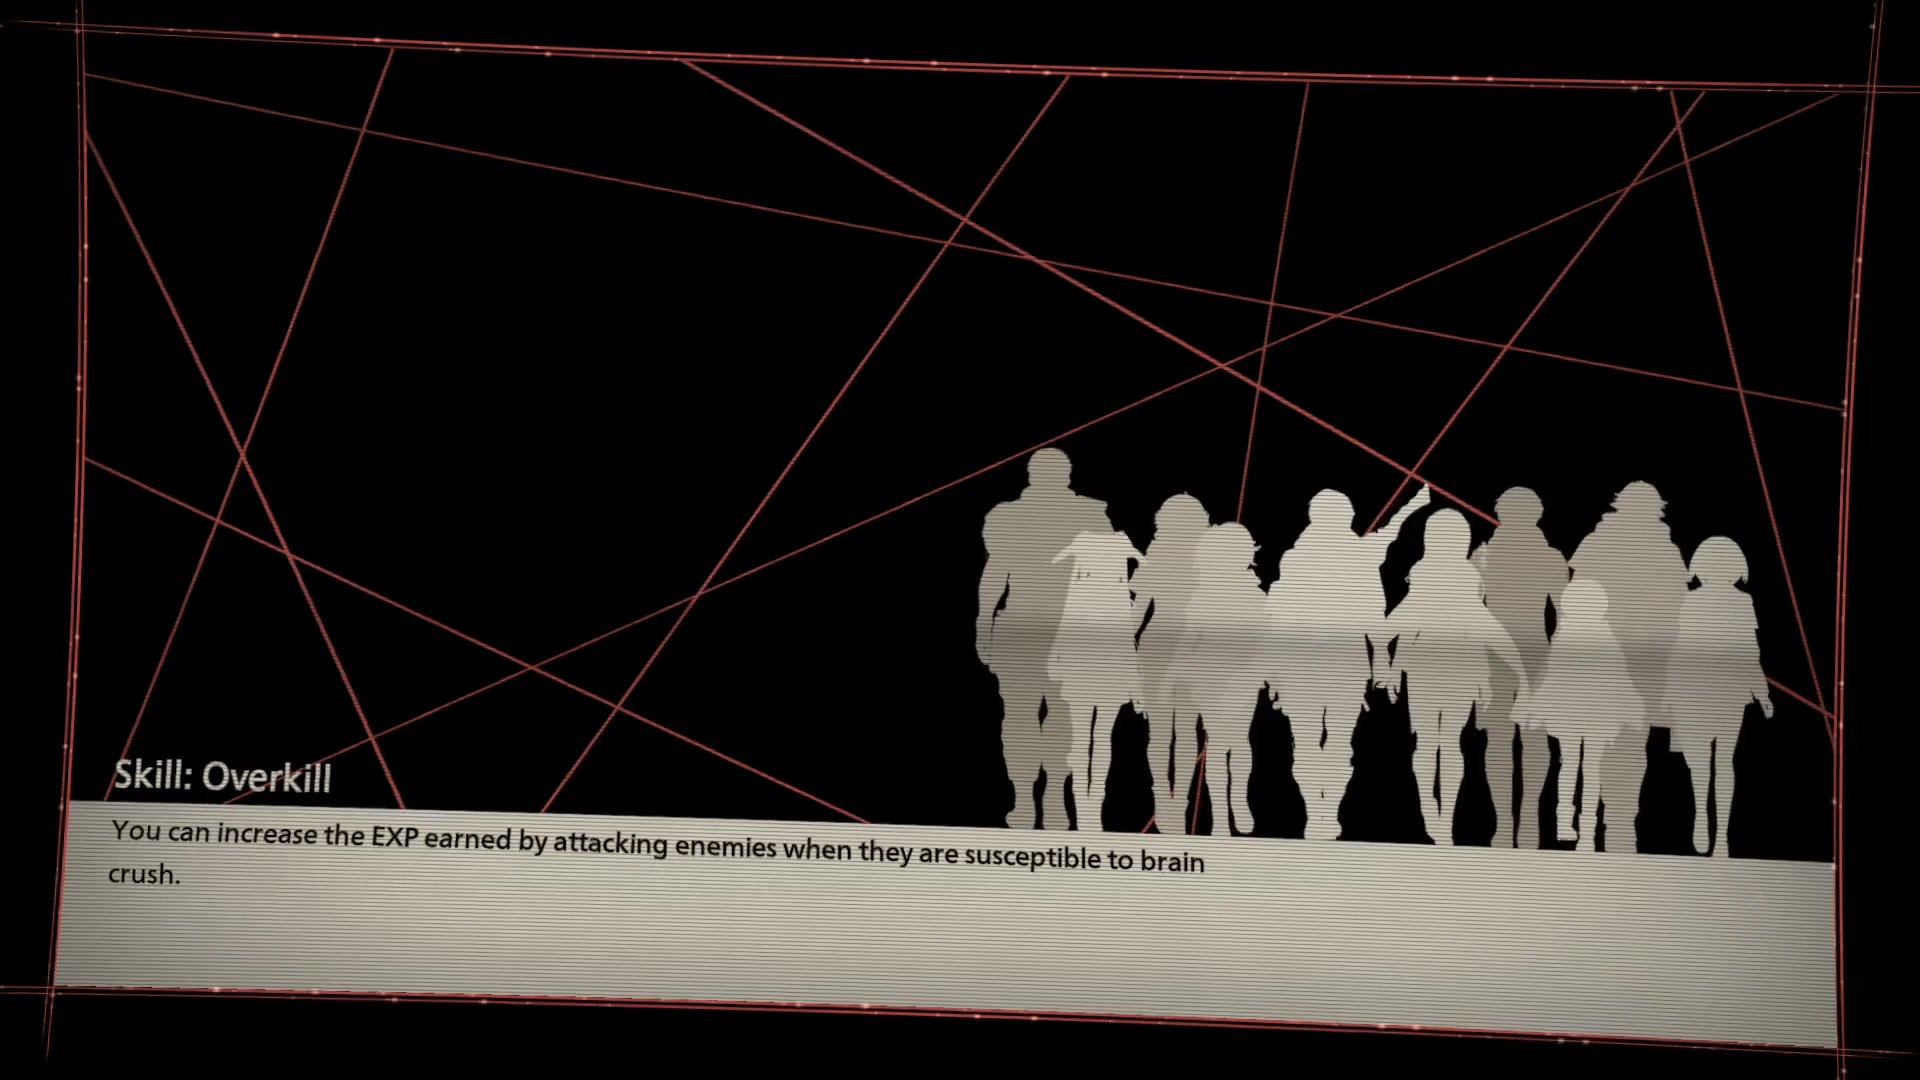 Skill: Overkill
You can increase the EXP earned by attacking enemies when they are susceptible to brain
crush.